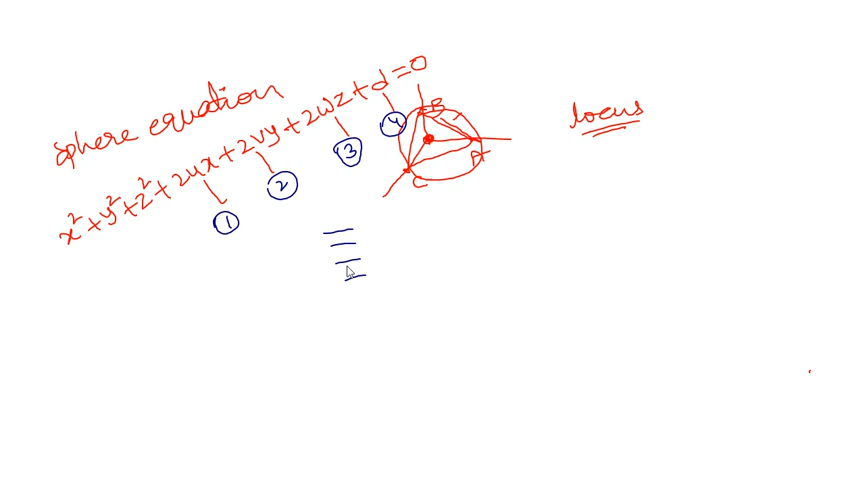 sphere equation
x² + y² + z² + 2ux + 2vy + 2wz + d = 0
① ② ③ ④
B
A
C
locus